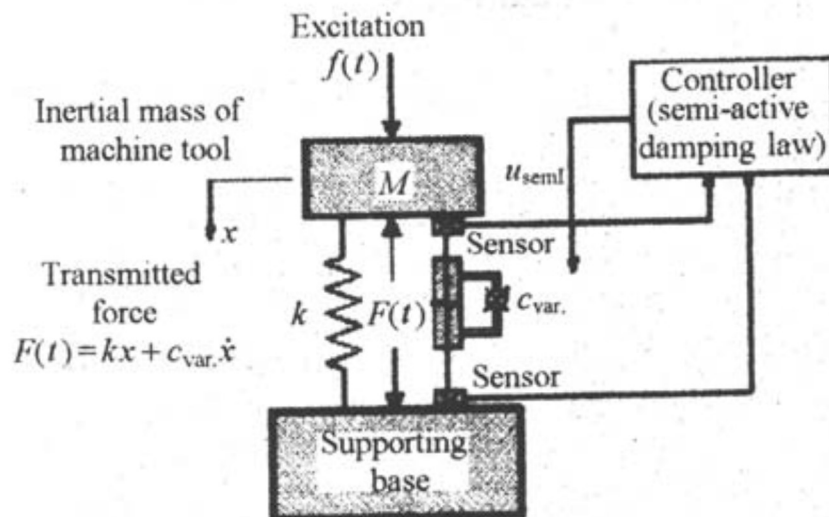 Excitation
f(t)
Inertial mass of
machine tool
M
x
Transmitted
force
F(t) = kx + c_var. ẋ
k
F(t)
Sensor
c_var.
Sensor
u_semI
Controller
(semi-active
damping law)
Supporting
base